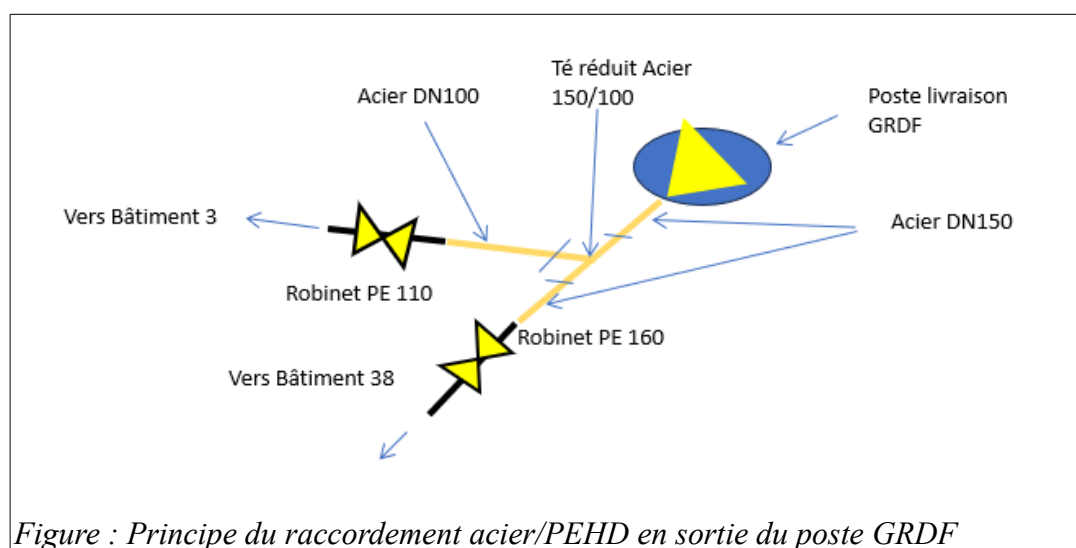 Té réduit Acier
150/100
Acier DN100
Poste livraison
GRDF
Vers Bâtiment 3
Acier DN150
Robinet PE 110
Robinet PE 160
Vers Bâtiment 38
Figure : Principe du raccordement acier/PEHD en sortie du poste GRDF